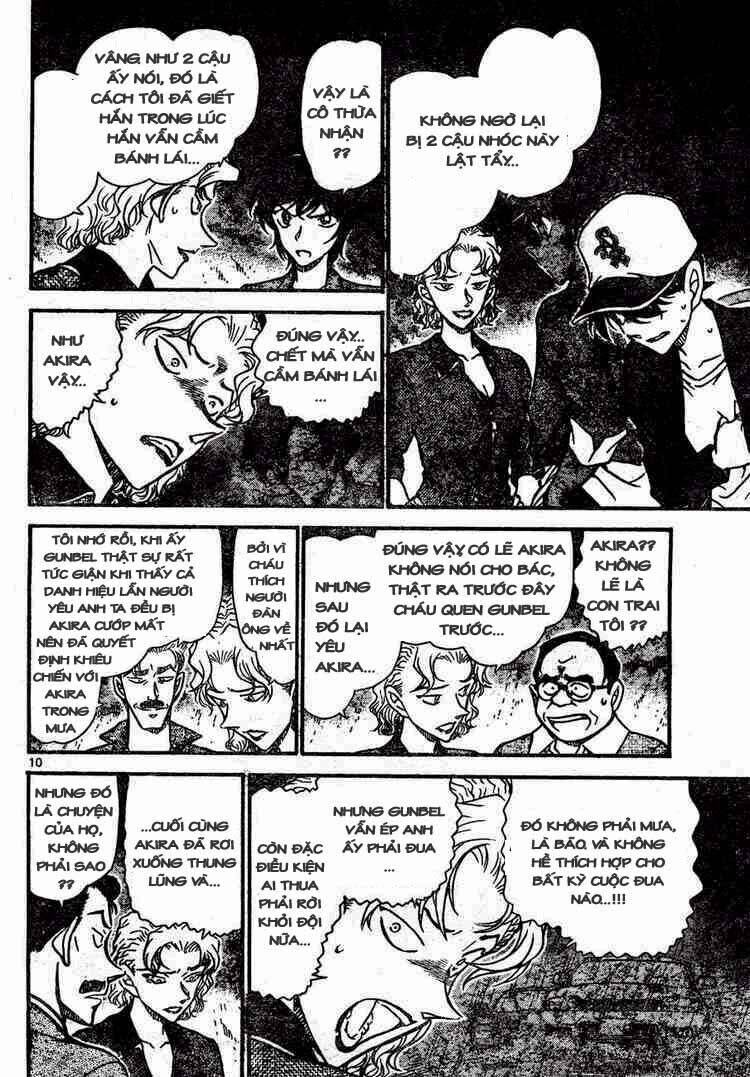 KHÔNG NGỜ LẠI
BỊ 2 CẬU NHÓC NÀY
LẬT TẨY..
VẬY LÀ
CÔ THỪA
NHẬN
??
VÂNG NHƯ 2 CẬU
ẤY NÓI, ĐÓ LÀ
CÁCH TÔI ĐÃ GIẾT
HẮN TRONG LÚC
HẮN VẪN CẦM
BÁNH LÁI...
ĐÚNG VẬY..
CHẾT MÀ VẪN
CẦM BÁNH LÁI
...
NHƯ
AKIRA
VẬY..
AKIRA??
KHÔNG
LẼ LÀ
CON TRAI
TÔI ??
ĐÚNG VẬY, CÓ LẼ AKIRA
KHÔNG NÓI CHO BÁC,
THẬT RA TRƯỚC ĐÂY
CHÁU QUEN GUNBEL
TRƯỚC...
NHƯNG
SAU
ĐÓ LẠI
YÊU
AKIRA...
BỞI VÌ
CHÁU
THÍCH
NGƯỜI
ĐÀN
ÔNG VỀ
NHẤT
TÔI NHỚ RỒI, KHI ẤY
GUNBEL THẬT SỰ RẤT
TỨC GIẬN KHI THẤY CẢ
DANH HIỆU LẪN NGƯỜI
YÊU ANH TA ĐỀU BỊ
AKIRA CƯỚP MẤT
NÊN ĐÃ QUYẾT
ĐỊNH KHIÊU
CHIẾN VỚI
AKIRA
TRONG
MƯA
10
ĐÓ KHÔNG PHẢI MƯA,
LÀ BÃO. VÀ KHÔNG
HỀ THÍCH HỢP CHO
BẤT KỲ CUỘC ĐUA
NÀO...!!!
NHƯNG GUNBEL
VẪN ÉP ANH
ẤY PHẢI ĐUA
...
CÒN ĐẶC
ĐIỀU KIỆN
AI THUA
PHẢI RỜI
KHỎI ĐỘI
NỮA...
...CUỐI CÙNG
AKIRA ĐÃ RƠI
XUỐNG THUNG
LŨNG VÀ...
NHƯNG ĐÓ
LÀ CHUYỆN
CỦA HỌ,
KHÔNG
PHẢI SAO
??